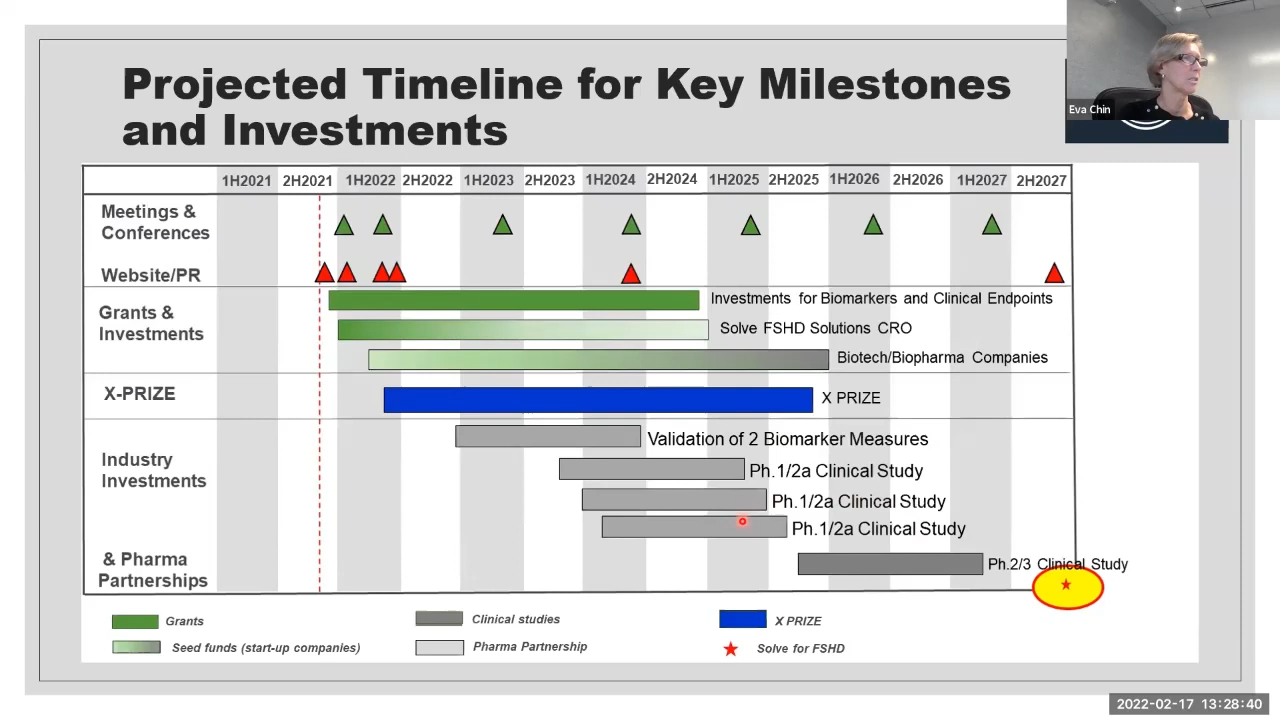 Projected Timeline for Key Milestones
and Investments
Eva Chin
1H2021 2H2021 1H2022 2H2022 1H2023 2H2023 1H2024 2H2024 1H2025 2H2025 1H2026 2H2026 1H2027 2H2027
Meetings &
Conferences
Website/PR
Grants &
Investments
Investments for Biomarkers and Clinical Endpoints
Solve FSHD Solutions CRO
Biotech/Biopharma Companies
X-PRIZE
X PRIZE
Industry
Investments
Validation of 2 Biomarker Measures
Ph.1/2a Clinical Study
Ph.1/2a Clinical Study
Ph.1/2a Clinical Study
& Pharma
Partnerships
Ph.2/3 Clinical Study
Grants
Clinical studies
X PRIZE
Seed funds (start-up companies)
Pharma Partnership
Solve for FSHD
2022-02-17 13:28:40